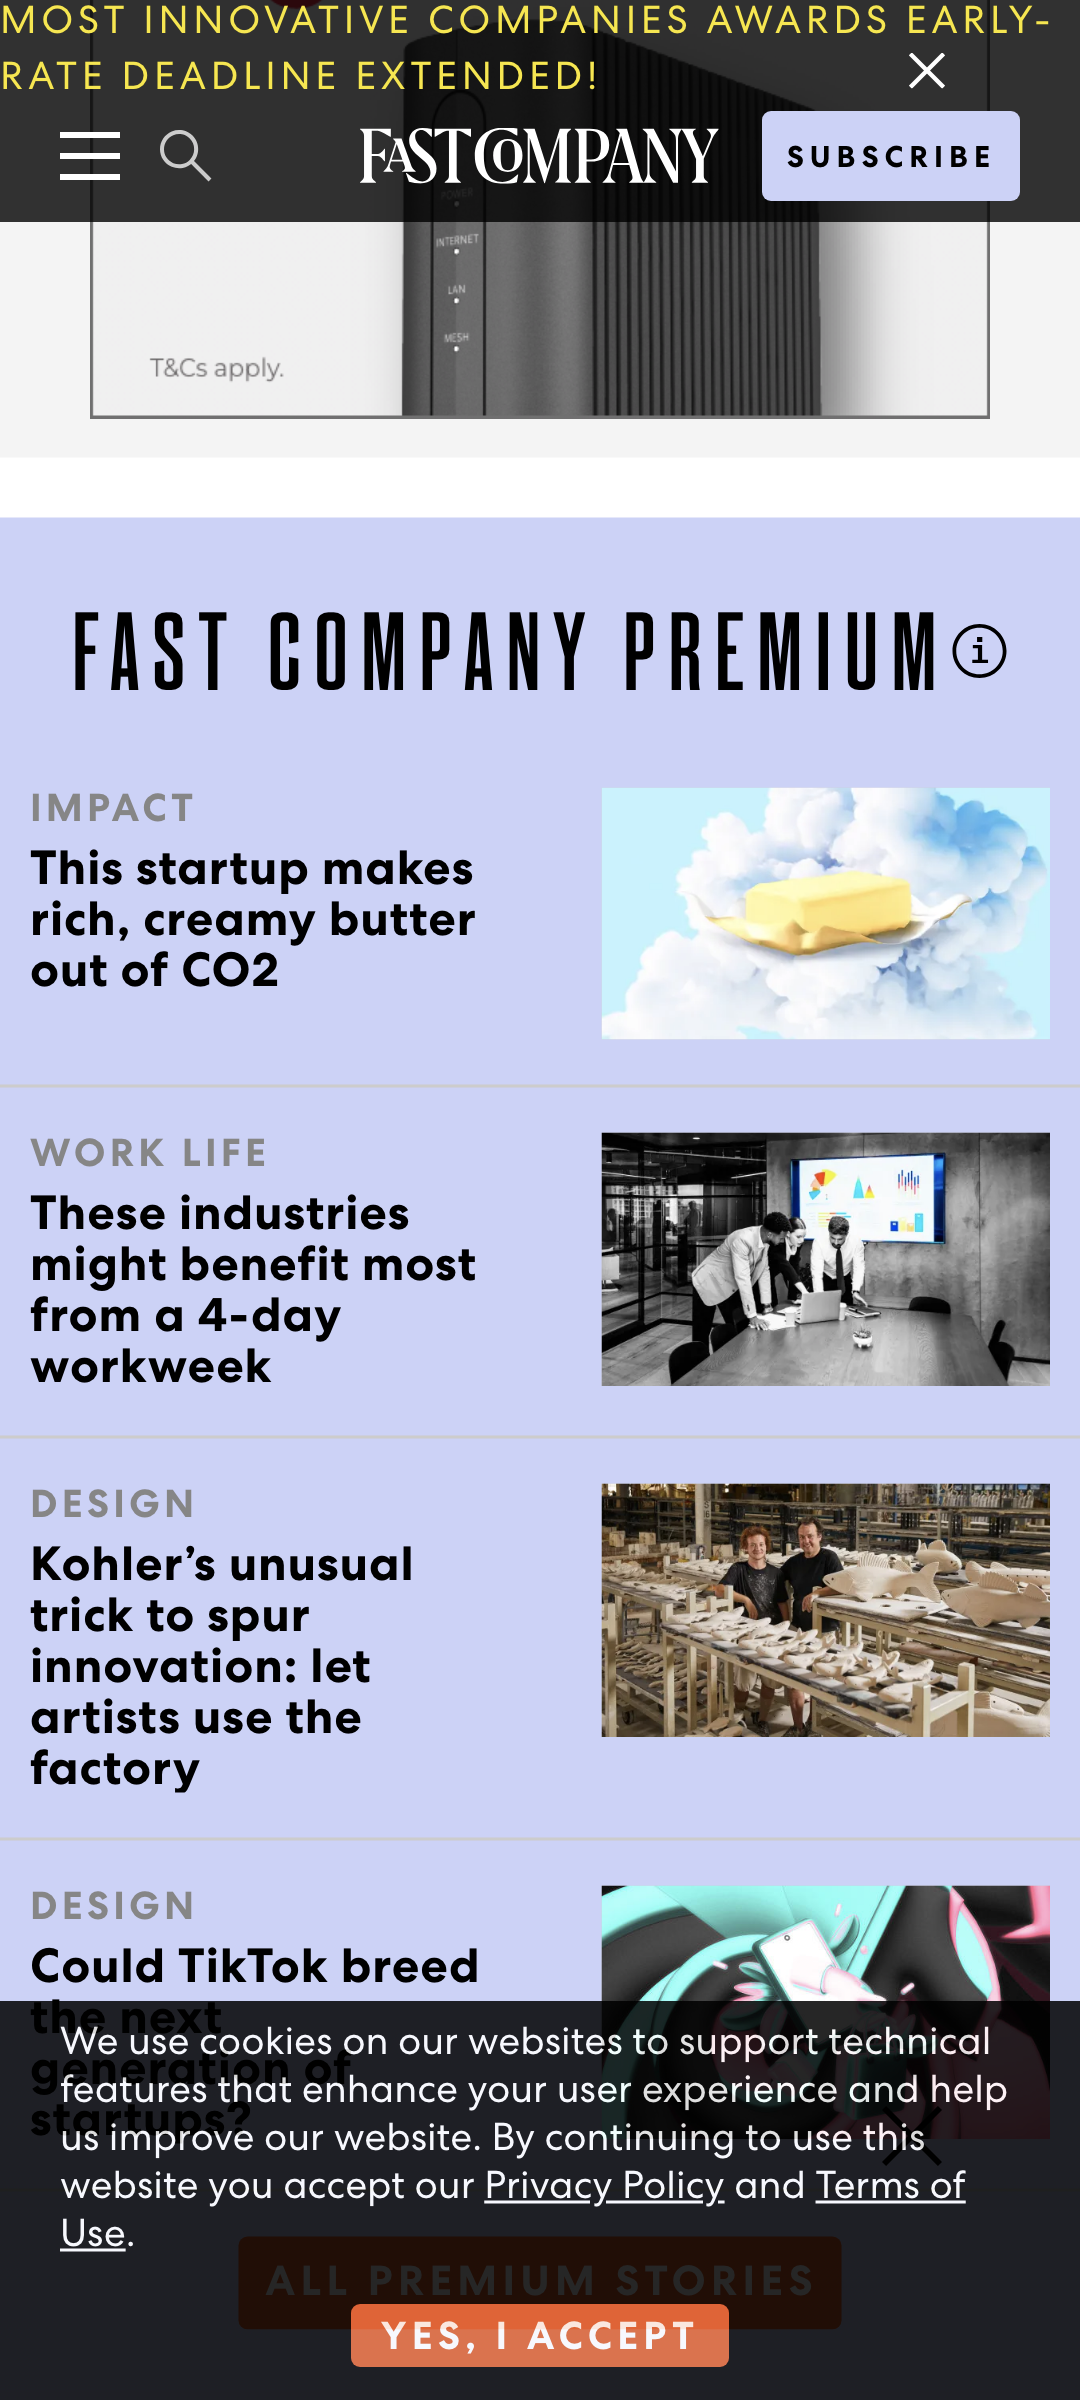 MOST INNOVATIVE COMPANIES AWARDS EARLY-
RATE DEADLINE EXTENDED!
FAST COMPANY
SUBSCRIBE
POWER
INTERNET
LAN
MESH
T&Cs apply.
FAST COMPANY PREMIUM
i
IMPACT
This startup makes
rich, creamy butter
out of CO2
WORK LIFE
These industries
might benefit most
from a 4-day
workweek
DESIGN
Kohler’s unusual
trick to spur
innovation: let
artists use the
factory
DESIGN
Could TikTok breed
the next
generation of
startups?
We use cookies on our websites to support technical
features that enhance your user experience and help
us improve our website. By continuing to use this
website you accept our Privacy Policy and Terms of
Use.
ALL PREMIUM STORIES
YES, I ACCEPT